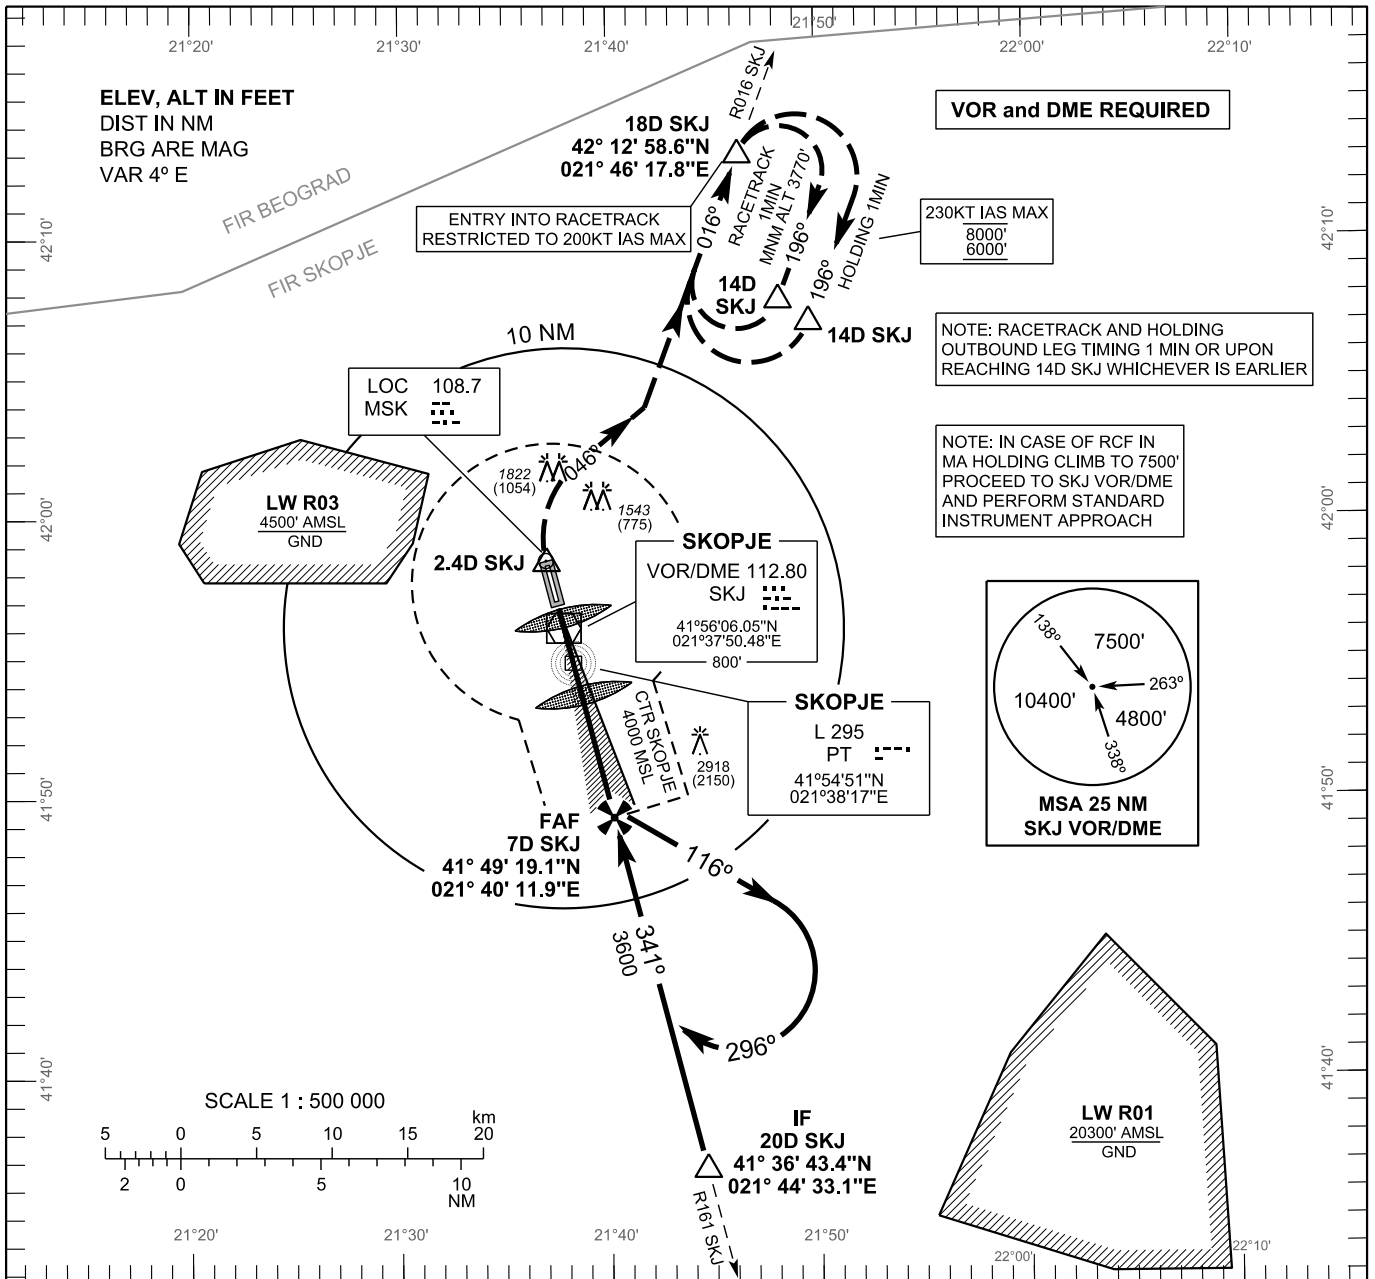 21°50'
21°20'
21°30'
21°40'
22°00'
22°10'
ELEV, ALT IN FEET
DIST IN NM
BRG ARE MAG
VAR 4º E
VOR and DME REQUIRED
R016 SKJ
18D SKJ
42° 12' 58.6"N
021° 46' 17.8"E
FIR BEOGRAD
FIR SKOPJE
ENTRY INTO RACETRACK
RESTRICTED TO 200KT IAS MAX
016º
RACETRACK
1MIN
MNM ALT 3770'
196º
196º
HOLDING 1MIN
230KT IAS MAX
8000'
6000'
42°10'
42°10'
14D
SKJ
14D SKJ
NOTE: RACETRACK AND HOLDING
OUTBOUND LEG TIMING 1 MIN OR UPON
REACHING 14D SKJ WHICHEVER IS EARLIER
10 NM
LOC 108.7
MSK
NOTE: IN CASE OF RCF IN
MA HOLDING CLIMB TO 7500'
PROCEED TO SKJ VOR/DME
AND PERFORM STANDARD
INSTRUMENT APPROACH
046º
1822
(1054)
1543
(775)
LW R03
4500' AMSL
GND
42°00'
42°00'
2.4D SKJ
SKOPJE
VOR/DME 112.80
SKJ
41°56'06.05"N
021°37'50.48"E
800'
138º
7500'
263º
10400'
4800'
338º
MSA 25 NM
SKJ VOR/DME
SKOPJE
L 295
PT
41°54'51"N
021°38'17"E
CTR SKOPJE
4000 MSL
2918
(2150)
41°50'
41°50'
FAF
7D SKJ
41° 49' 19.1"N
021° 40' 11.9"E
116º
341º
3600
296º
41°40'
41°40'
SCALE 1 : 500 000
km
5 0 5 10 15 20
2 0 5 10
NM
IF
20D SKJ
41° 36' 43.4"N
021° 44' 33.1"E
R161 SKJ
LW R01
20300' AMSL
GND
21°20'
21°30'
21°40'
21°50'
22°00'
22°10'